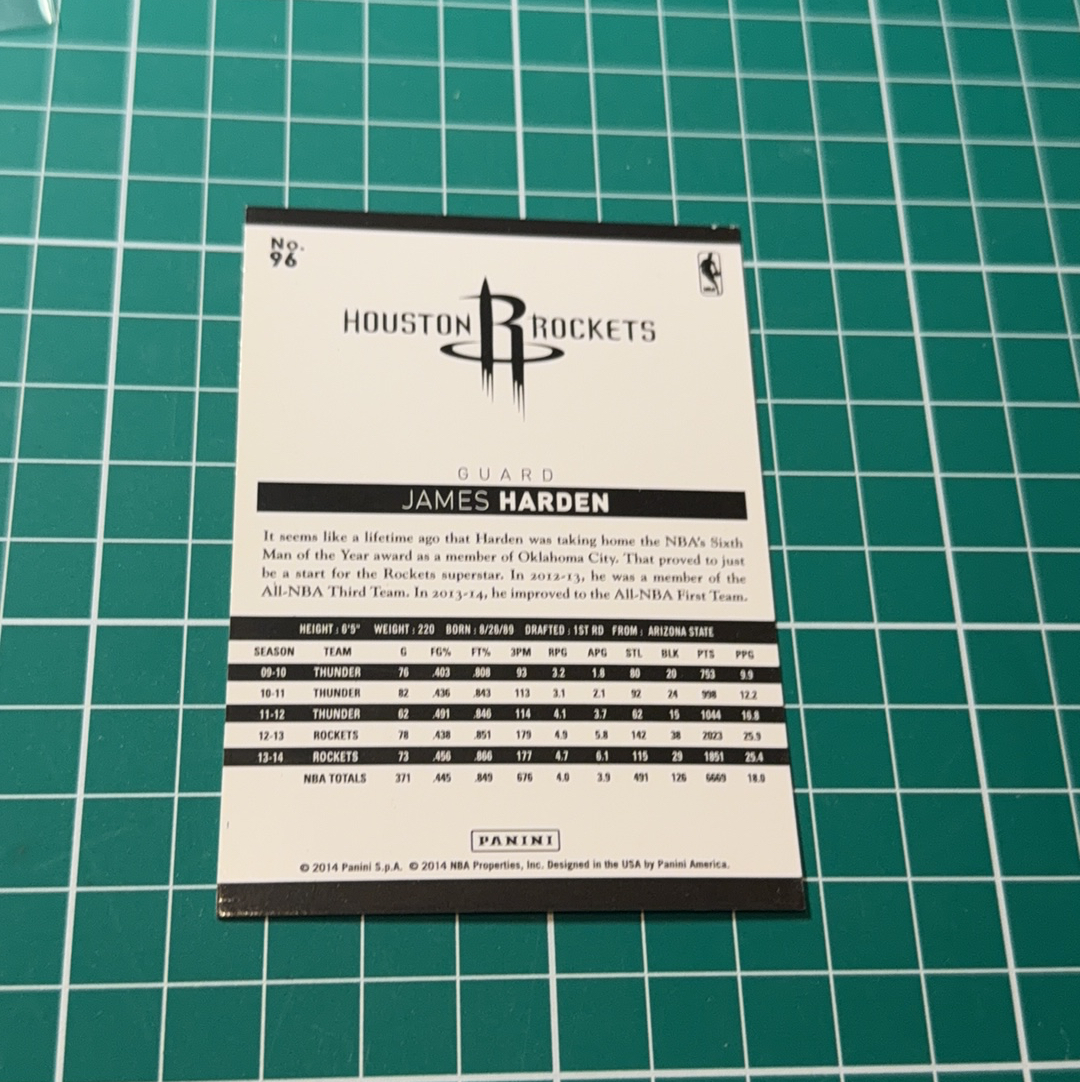 No.
96
HOUSTON ROCKETS
GUARD
JAMES HARDEN
It seems like a lifetime ago that Harden was taking home the NBA's Sixth
Man of the Year award as a member of Oklahoma City. That proved to just
be a start for the Rockets superstar. In 2012-13, he was a member of the
All-NBA Third Team. In 2013-14, he improved to the All-NBA First Team.
HEIGHT: 6'5" WEIGHT: 220 BORN: 8/26/89 DRAFTED: 1ST RD FROM: ARIZONA STATE
SEASON TEAM G FG% FT% 3PM RPG APG STL BLK PTS PPG
09-10 THUNDER 76 .403 .808 93 3.2 1.8 80 20 753 9.9
10-11 THUNDER 82 .436 .843 113 3.1 2.1 92 24 998 12.2
11-12 THUNDER 62 .491 .846 114 4.1 3.7 62 15 1044 16.8
12-13 ROCKETS 78 .438 .851 179 4.9 5.8 142 38 2023 25.9
13-14 ROCKETS 73 .456 .866 177 4.7 6.1 115 29 1851 25.4
NBA TOTALS 371 .445 .849 676 4.0 3.9 491 126 6669 18.0
PANINI
© 2014 Panini S.p.A. © 2014 NBA Properties, Inc. Designed in the USA by Panini America.